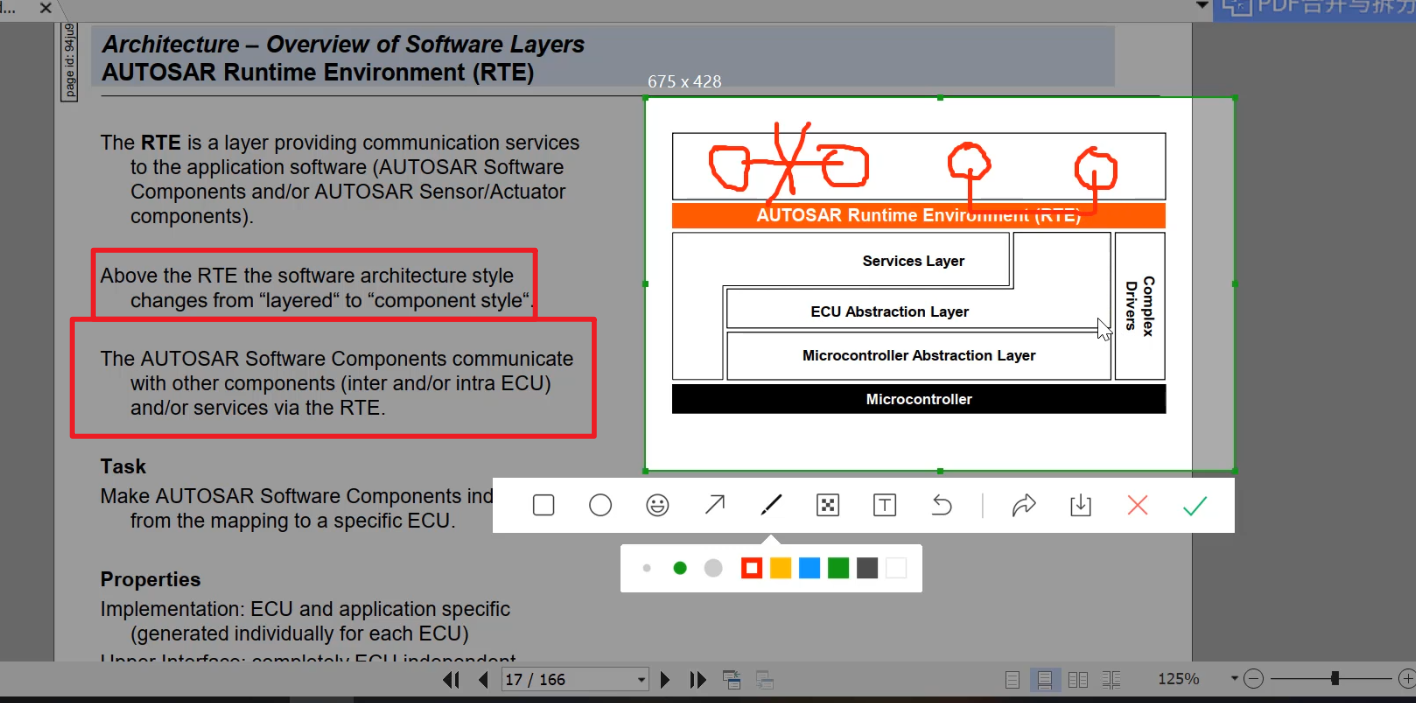 d...
PDF合并与拆分
page id: 94ju9
Architecture – Overview of Software Layers
AUTOSAR Runtime Environment (RTE)
675 x 428
The RTE is a layer providing communication services
to the application software (AUTOSAR Software
Components and/or AUTOSAR Sensor/Actuator
components).
Above the RTE the software architecture style
changes from “layered“ to “component style“.
The AUTOSAR Software Components communicate
with other components (inter and/or intra ECU)
and/or services via the RTE.
Task
Make AUTOSAR Software Components ind
from the mapping to a specific ECU.
Properties
Implementation: ECU and application specific
(generated individually for each ECU)
Upper Interface: completely ECU independent
AUTOSAR Runtime Environment (RTE)
Services Layer
ECU Abstraction Layer
Microcontroller Abstraction Layer
Complex
Drivers
Microcontroller
T
17 / 166
125%